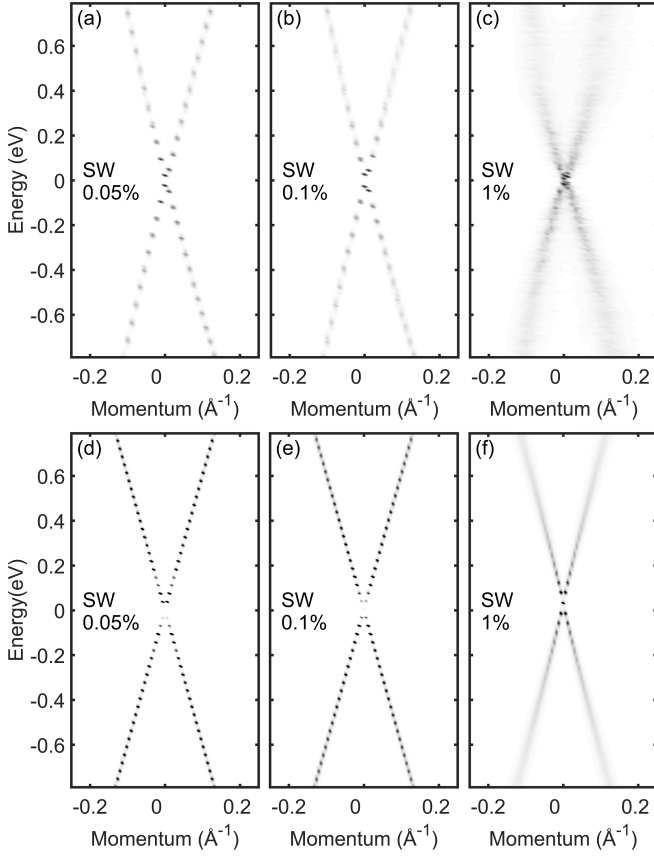 (a)
(b)
(c)
0.6
0.4
0.2
0
-0.2
-0.4
-0.6
Energy (eV)
SW
0.05%
SW
0.1%
SW
1%
-0.2 0 0.2
-0.2 0 0.2
-0.2 0 0.2
Momentum (Å⁻¹)
Momentum (Å⁻¹)
Momentum (Å⁻¹)
(d)
(e)
(f)
0.6
0.4
0.2
0
-0.2
-0.4
-0.6
Energy(eV)
SW
0.05%
SW
0.1%
SW
1%
-0.2 0 0.2
-0.2 0 0.2
-0.2 0 0.2
Momentum (Å⁻¹)
Momentum (Å⁻¹)
Momentum (Å⁻¹)